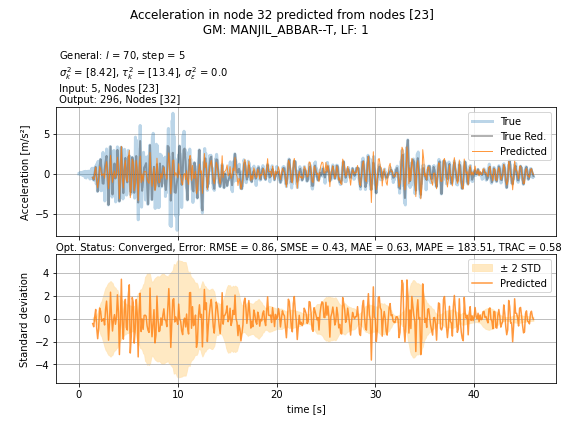 Acceleration in node 32 predicted from nodes [23]
GM: MANJIL_ABBAR--T, LF: 1
General: l = 70, step = 5
σ²ₖ = [8.42], τ²ₖ = [13.4], σ²ε = 0.0
Input: 5, Nodes [23]
Output: 296, Nodes [32]
Acceleration [m/s²]
5
0
−5
True
True Red.
Predicted
Opt. Status: Converged, Error: RMSE = 0.86, SMSE = 0.43, MAE = 0.63, MAPE = 183.51, TRAC = 0.58
Standard deviation
4
2
0
−2
−4
± 2 STD
Predicted
0 10 20 30 40
time [s]